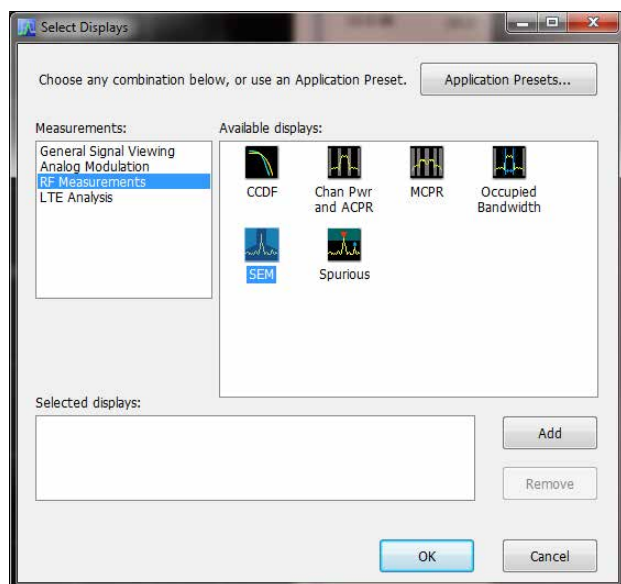 Select Displays
Choose any combination below, or use an Application Preset.
Application Presets...
Measurements:
Available displays:
General Signal Viewing
Analog Modulation
RF Measurements
LTE Analysis
CCDF
Chan Pwr
and ACPR
MCPR
Occupied
Bandwidth
SEM
Spurious
Selected displays:
Add
Remove
OK
Cancel